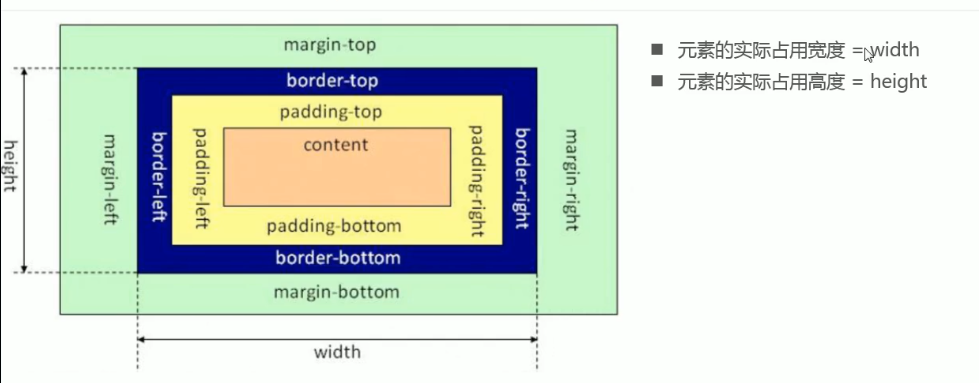 margin-top
border-top
padding-top
content
height
margin-left
border-left
padding-left
padding-right
border-right
margin-right
padding-bottom
border-bottom
margin-bottom
width
■ 元素的实际占用宽度 = width
■ 元素的实际占用高度 = height